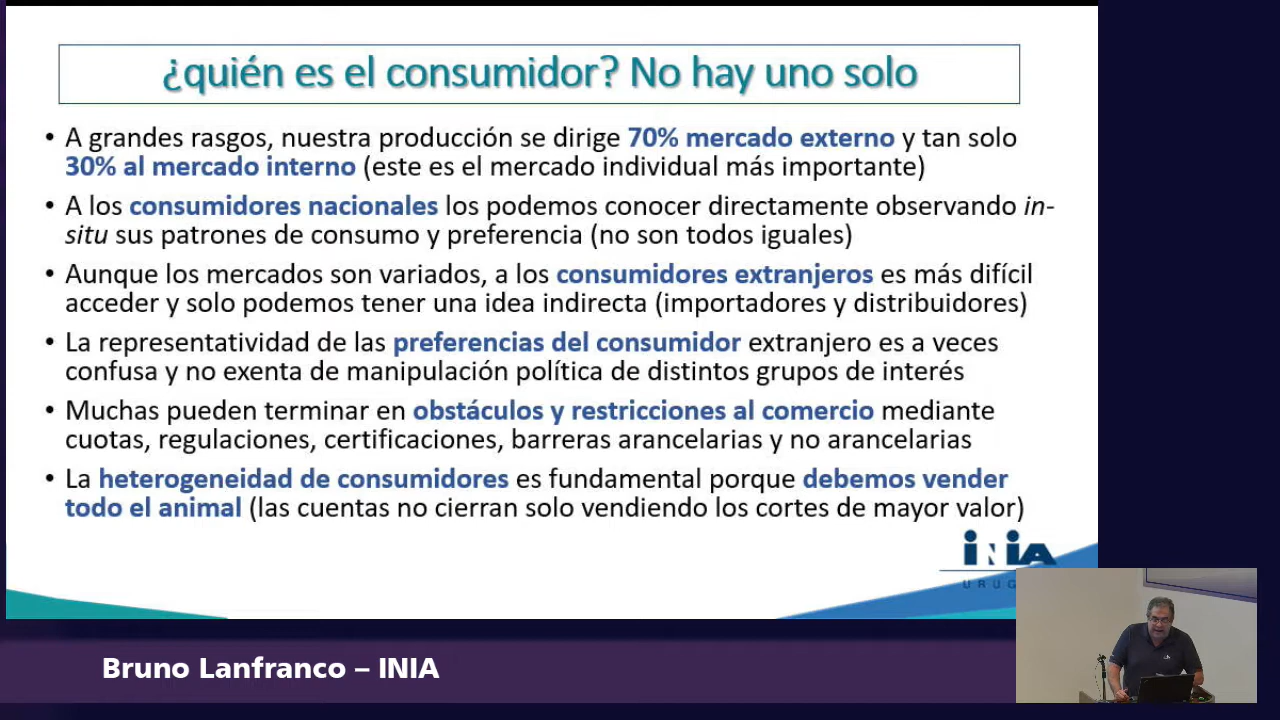 ¿quién es el consumidor? No hay uno solo
• A grandes rasgos, nuestra producción se dirige 70% mercado externo y tan solo
30% al mercado interno (este es el mercado individual más importante)
• A los consumidores nacionales los podemos conocer directamente observando in-
situ sus patrones de consumo y preferencia (no son todos iguales)
• Aunque los mercados son variados, a los consumidores extranjeros es más difícil
acceder y solo podemos tener una idea indirecta (importadores y distribuidores)
• La representatividad de las preferencias del consumidor extranjero es a veces
confusa y no exenta de manipulación política de distintos grupos de interés
• Muchas pueden terminar en obstáculos y restricciones al comercio mediante
cuotas, regulaciones, certificaciones, barreras arancelarias y no arancelarias
• La heterogeneidad de consumidores es fundamental porque debemos vender
todo el animal (las cuentas no cierran solo vendiendo los cortes de mayor valor)
INIA
URUG
Bruno Lanfranco – INIA